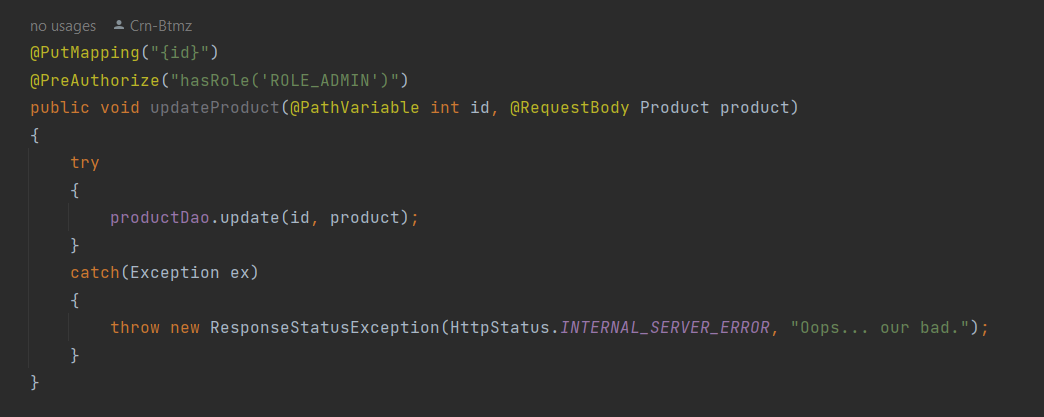 no usages Crn-Btmz
@PutMapping("{id}")
@PreAuthorize("hasRole('ROLE_ADMIN')")
public void updateProduct(@PathVariable int id, @RequestBody Product product)
{
    try
    {
        productDao.update(id, product);
    }
    catch(Exception ex)
    {
        throw new ResponseStatusException(HttpStatus.INTERNAL_SERVER_ERROR, "Oops... our bad.");
    }
}